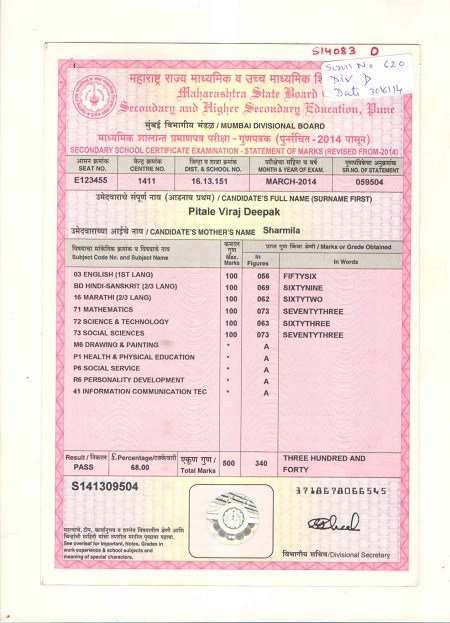 S14083 D
Scroll No 620
Div D
Date 30/6/14
महाराष्ट्र राज्य माध्यमिक व उच्च माध्यमिक
Maharashtra State Board
Secondary and Higher Secondary Education, Pune
मुंबई विभागीय मंडळ / MUMBAI DIVISIONAL BOARD
माध्यमिक शालान्त प्रमाणपत्र परीक्षा - गुणपत्रक (पुनर्रचित - 2014 पासून)
SECONDARY SCHOOL CERTIFICATE EXAMINATION - STATEMENT OF MARKS (REVISED FROM-2014)
आसन क्रमांक केन्द्र क्रमांक जिल्हा व शाळा क्रमांक परीक्षेचा महिना व वर्ष गुणपत्रिकेचा अनुक्रमांक
SEAT NO. CENTRE NO. DIST. & SCHOOL NO. MONTH & YEAR OF EXAM. SR.NO. OF STATEMENT
E123455 1411 16.13.151 MARCH-2014 059504
उमेदवाराचे संपूर्ण नाव (आडनाव प्रथम) / CANDIDATE'S FULL NAME (SURNAME FIRST)
Pitale Viraj Deepak
उमेदवाराच्या आईचे नाव / CANDIDATE'S MOTHER'S NAME Sharmila
विषयाचा सांकेतिक क्रमांक व विषयाचे नाव
Subject Code No. and Subject Name
कमाल गुण
Max. Marks
प्राप्त गुण किंवा श्रेणी / Marks or Grade Obtained
In Figures In Words
03 ENGLISH (1ST LANG) 100 056 FIFTYSIX
BD HINDI-SANSKRIT (2/3 LANG) 100 069 SIXTYNINE
16 MARATHI (2/3 LANG) 100 062 SIXTYTWO
71 MATHEMATICS 100 073 SEVENTYTHREE
72 SCIENCE & TECHNOLOGY 100 063 SIXTYTHREE
73 SOCIAL SCIENCES 100 073 SEVENTYTHREE
M6 DRAWING & PAINTING * A
P1 HEALTH & PHYSICAL EDUCATION * A
P6 SOCIAL SERVICE * A
R6 PERSONALITY DEVELOPMENT * A
41 INFORMATION COMMUNICATION TEC * A
Result / निकाल £ Percentage/टक्केवारी एकूण गुण / 500 340 THREE HUNDRED AND
PASS 68.00 Total Marks FORTY
S141309504
3718678066545
See overleaf for Important, Notes, Grades in
work experience & school subjects and
meaning of special characters.
विभागीय सचिव/Divisional Secretary